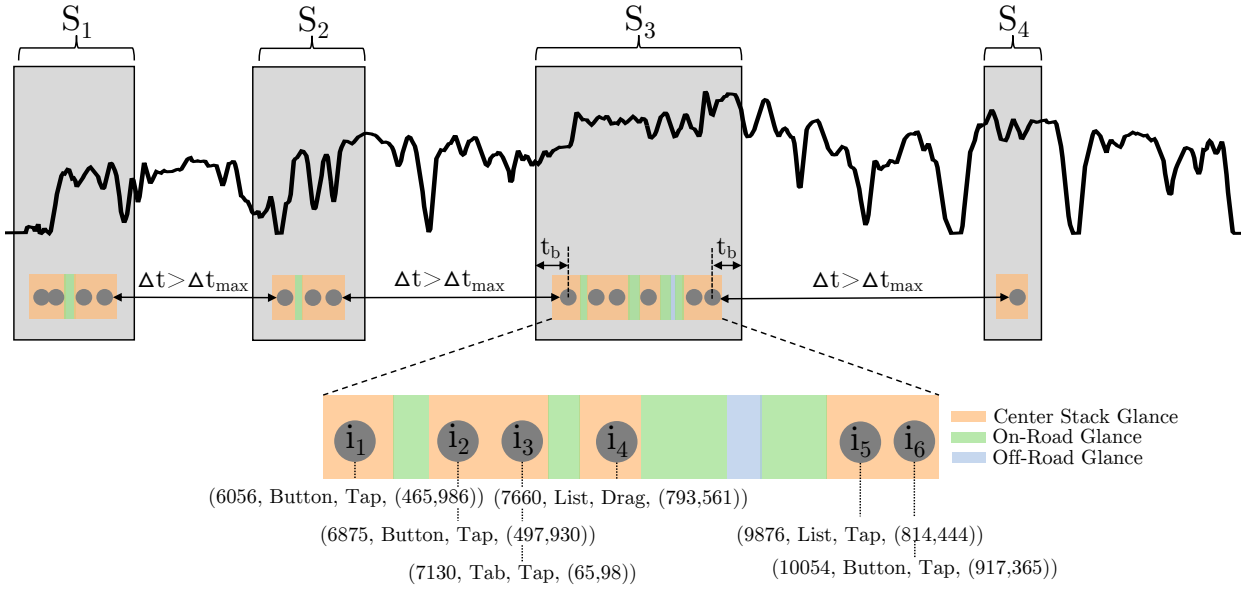 S1
S2
S3
S4
tb
tb
Δt>Δtmax
Δt>Δtmax
Δt>Δtmax
i1
i2
i3
i4
i5
i6
Center Stack Glance
On-Road Glance
Off-Road Glance
(6056, Button, Tap, (465,986))
(7660, List, Drag, (793,561))
(6875, Button, Tap, (497,930))
(9876, List, Tap, (814,444))
(7130, Tab, Tap, (65,98))
(10054, Button, Tap, (917,365))